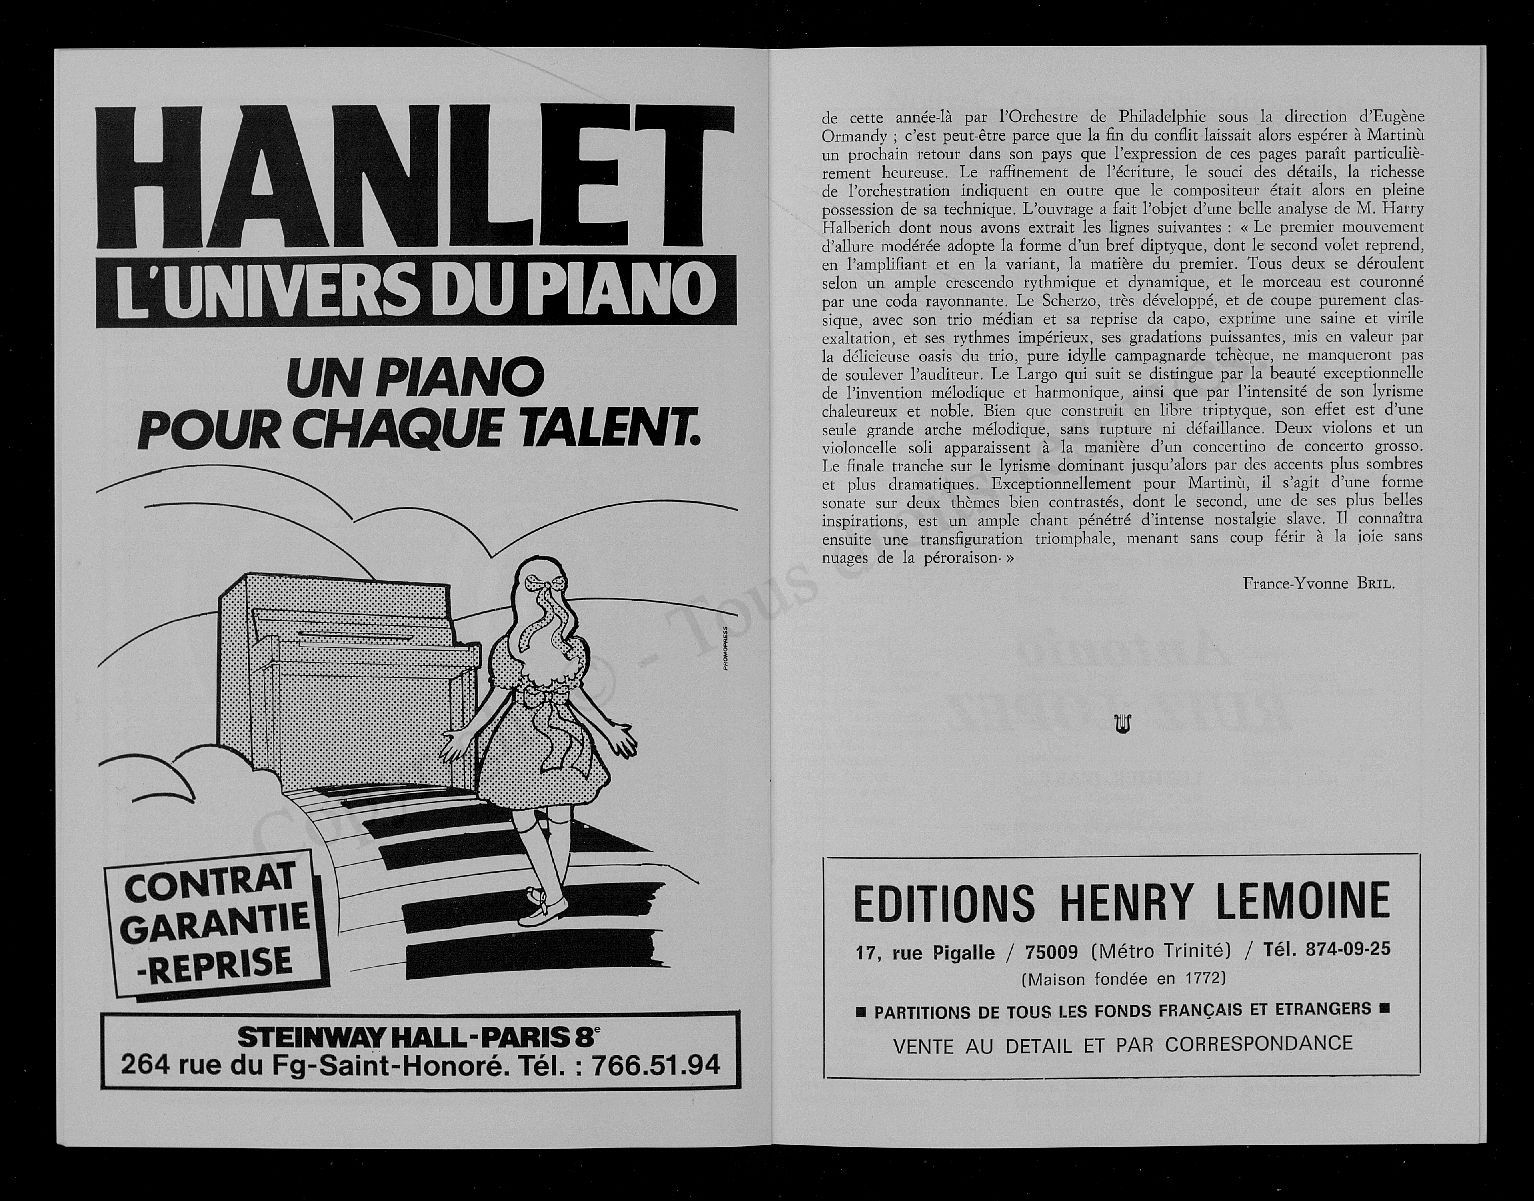 HANLET
L'UNIVERS DU PIANO
UN PIANO
POUR CHAQUE TALENT.
PROMOPRESS
CONTRAT
GARANTIE
-REPRISE
STEINWAY HALL-PARIS 8e
264 rue du Fg-Saint-Honoré. Tél. : 766.51.94
de cette année-là par l'Orchestre de Philadelphie sous la direction d'Eugène
Ormandy ; c'est peut-être parce que la fin du conflit laissait alors espérer à Martinù
un prochain retour dans son pays que l'expression de ces pages paraît particuliè-
rement heureuse. Le raffinement de l'écriture, le souci des détails, la richesse
de l'orchestration indiquent en outre que le compositeur était alors en pleine
possession de sa technique. L'ouvrage a fait l'objet d'une belle analyse de M. Harry
Halberich dont nous avons extrait les lignes suivantes : « Le premier mouvement
d'allure modérée adopte la forme d'un bref diptyque, dont le second volet reprend,
en l'amplifiant et en la variant, la matière du premier. Tous deux se déroulent
selon un ample crescendo rythmique et dynamique, et le morceau est couronné
par une coda rayonnante. Le Scherzo, très développé, et de coupe purement clas-
sique, avec son trio médian et sa reprise da capo, exprime une saine et virile
exaltation, et ses rythmes impérieux, ses gradations puissantes, mis en valeur par
la délicieuse oasis du trio, pure idylle campagnarde tchèque, ne manqueront pas
de soulever l'auditeur. Le Largo qui suit se distingue par la beauté exceptionnelle
de l'invention mélodique et harmonique, ainsi que par l'intensité de son lyrisme
chaleureux et noble. Bien que construit en libre triptyque, son effet est d'une
seule grande arche mélodique, sans rupture ni défaillance. Deux violons et un
violoncelle soli apparaissent à la manière d'un concertino de concerto grosso.
Le finale tranche sur le lyrisme dominant jusqu'alors par des accents plus sombres
et plus dramatiques. Exceptionnellement pour Martinù, il s'agit d'une forme
sonate sur deux thèmes bien contrastés, dont le second, une de ses plus belles
inspirations, est un ample chant pénétré d'intense nostalgie slave. Il connaîtra
ensuite une transfiguration triomphale, menant sans coup férir à la joie sans
nuages de la péroraison. »
France-Yvonne BRIL.
EDITIONS HENRY LEMOINE
17, rue Pigalle / 75009 (Métro Trinité) / Tél. 874-09-25
(Maison fondée en 1772)
■ PARTITIONS DE TOUS LES FONDS FRANÇAIS ET ETRANGERS ■
VENTE AU DETAIL ET PAR CORRESPONDANCE